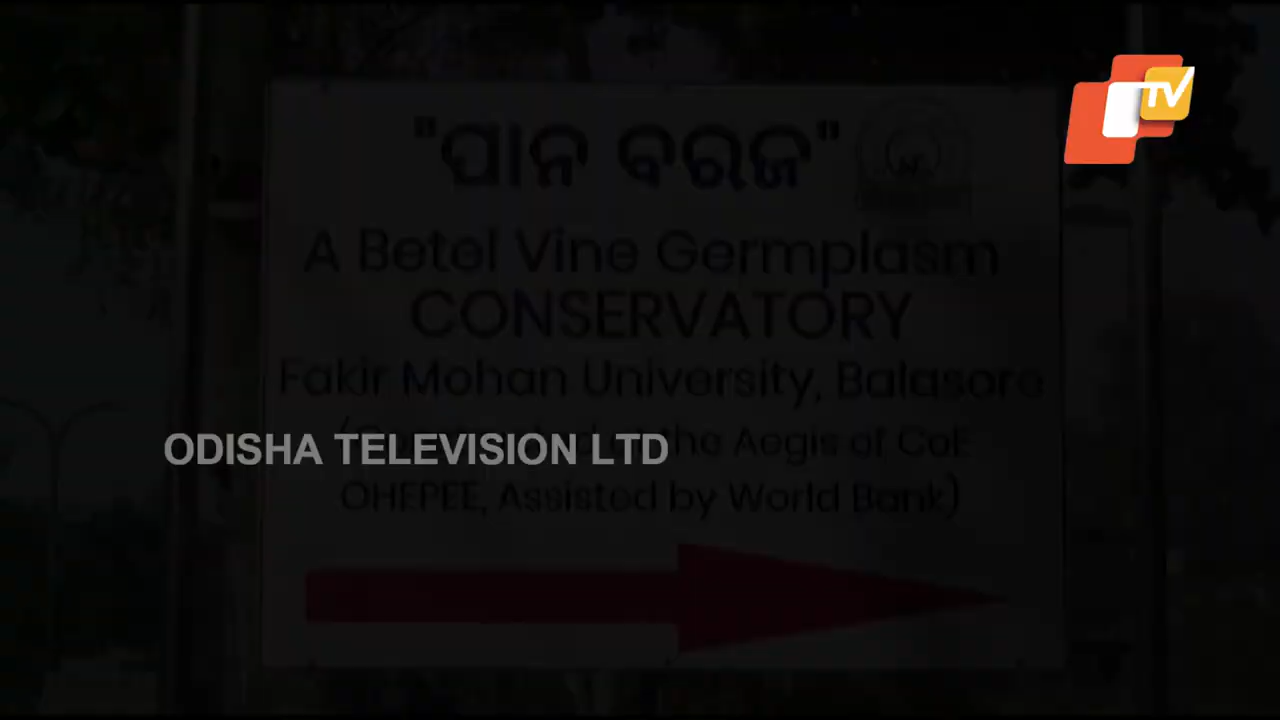 TV
"ପାନ ବରଜ"
A Betel Vine Germplasm
CONSERVATORY
Fakir Mohan University, Balasore
the Aegis of CoE
ODISHA TELEVISION LTD
OHEPEE, Assisted by World Bank)